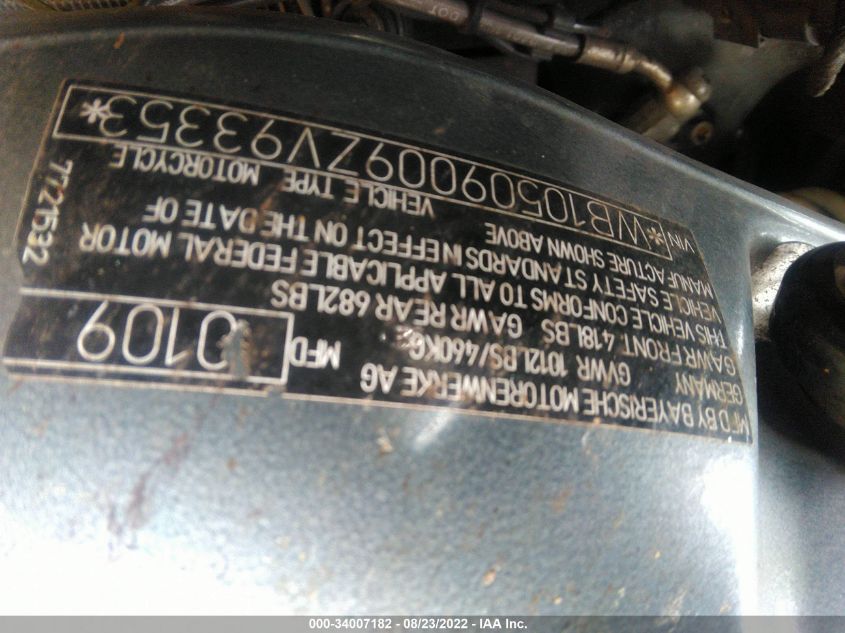 MFD BY BAYERISCHE MOTORENWERKE AG
GERMANY
MFD 0109
GVWR 1012LBS/460KG
GAWR FRONT 418LBS GAWR REAR 682LBS
THIS VEHICLE CONFORMS TO ALL APPLICABLE FEDERAL MOTOR
VEHICLE SAFETY STANDARDS IN EFFECT ON THE DATE OF
MANUFACTURE SHOWN ABOVE
7721532
VIN VEHICLE TYPE MOTORCYCLE
*WB10509009ZV93353*
DOT
000-34007182 - 08/23/2022 - IAA Inc.